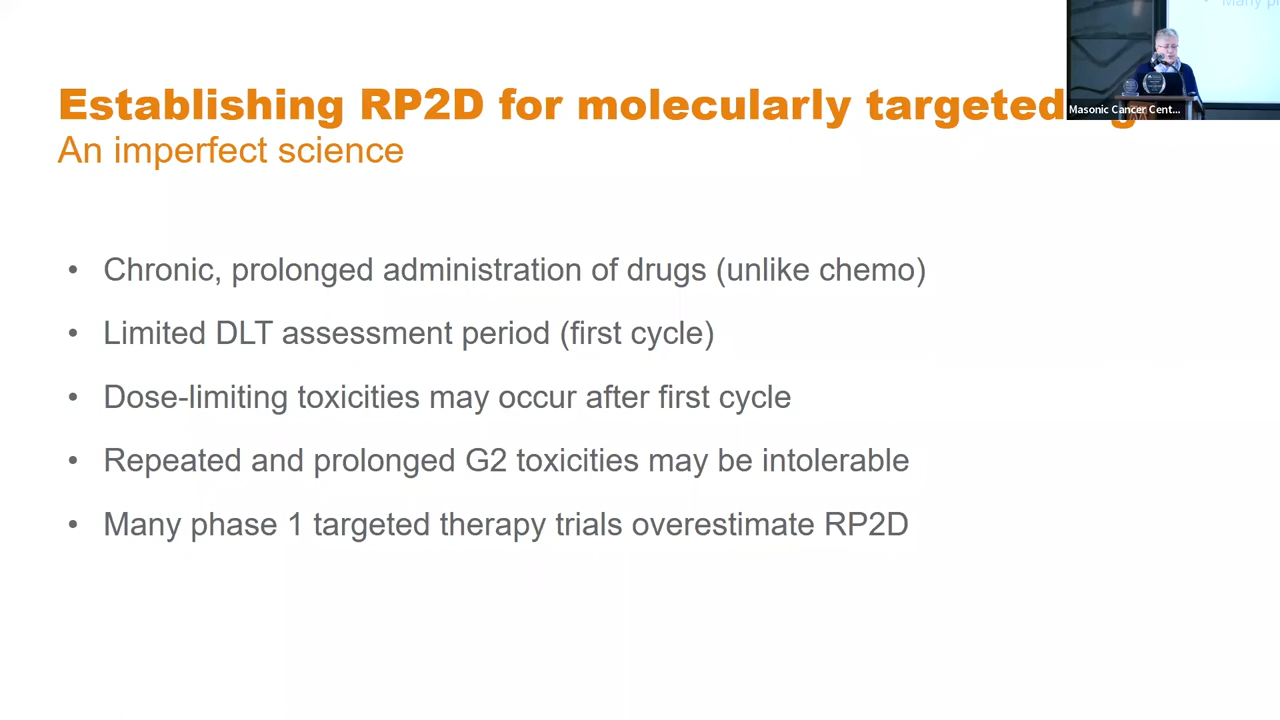 Many
Establishing RP2D for molecularly targeted
Masonic Cancer Cent...
An imperfect science
• Chronic, prolonged administration of drugs (unlike chemo)
• Limited DLT assessment period (first cycle)
• Dose-limiting toxicities may occur after first cycle
• Repeated and prolonged G2 toxicities may be intolerable
• Many phase 1 targeted therapy trials overestimate RP2D